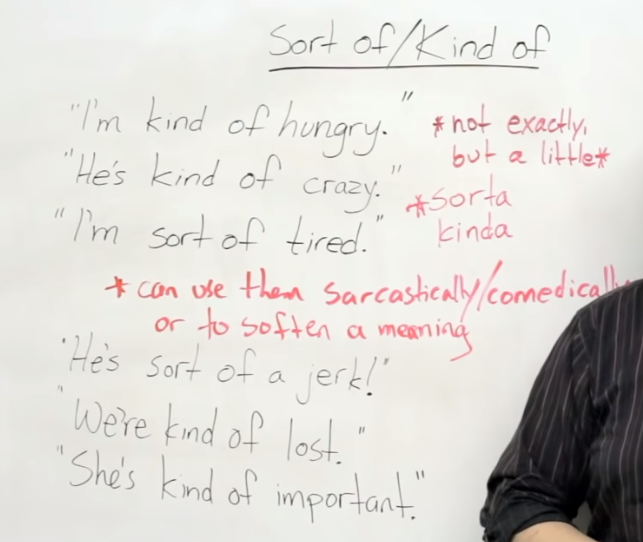 Sort of/Kind of
"I'm kind of hungry."
*not exactly,
but a little*
"He's kind of crazy."
*sorta
kinda
"I'm sort of tired."
*can use them sarcastically/comedically
or to soften a meaning
"He's sort of a jerk!"
"We're kind of lost."
"She's kind of important."